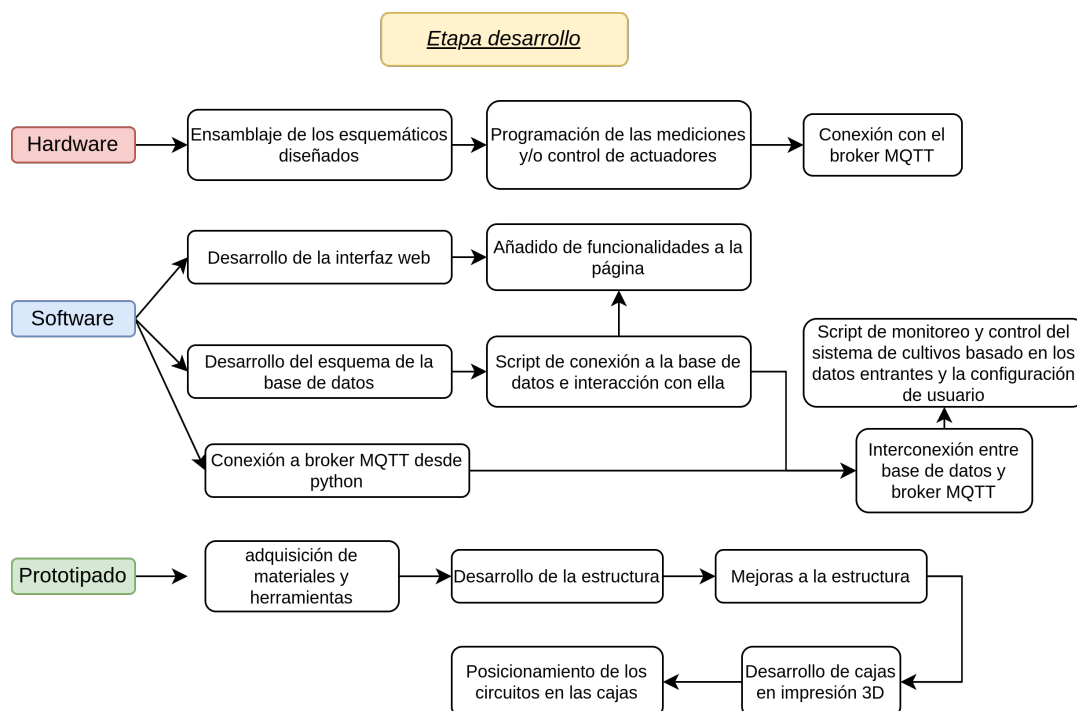 Etapa desarrollo
Hardware
Ensamblaje de los esquemáticos
diseñados
Programación de las mediciones
y/o control de actuadores
Conexión con el
broker MQTT
Software
Desarrollo de la interfaz web
Añadido de funcionalidades a la
página
Desarrollo del esquema de la
base de datos
Script de conexión a la base de
datos e interacción con ella
Script de monitoreo y control del
sistema de cultivos basado en los
datos entrantes y la configuración
de usuario
Conexión a broker MQTT desde
python
Interconexión entre
base de datos y
broker MQTT
Prototipado
adquisición de
materiales y
herramientas
Desarrollo de la estructura
Mejoras a la estructura
Desarrollo de cajas
en impresión 3D
Posicionamiento de los
circuitos en las cajas